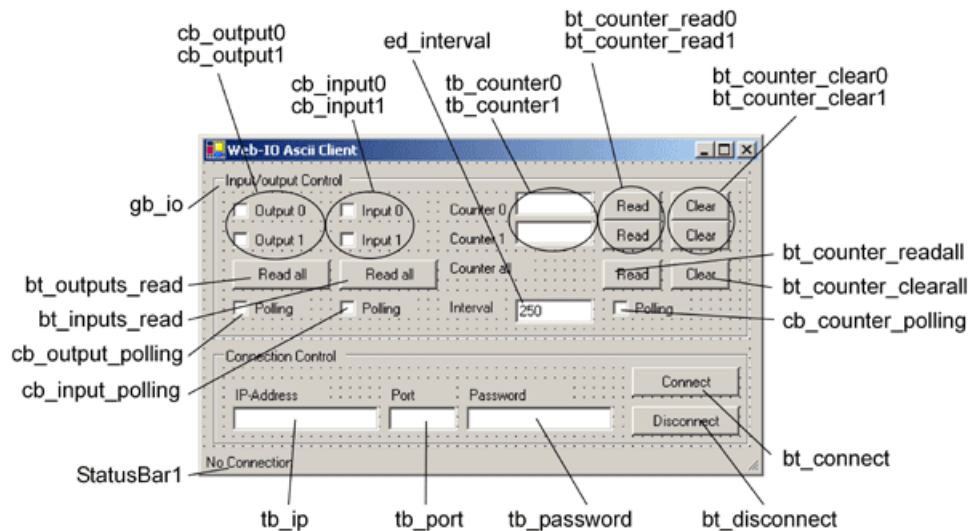 cb_output0
cb_output1
cb_input0
cb_input1
ed_interval
tb_counter0
tb_counter1
bt_counter_read0
bt_counter_read1
bt_counter_clear0
bt_counter_clear1
Web-IO Ascii Client
gb_io
Input/output Control
Output 0 Input 0 Counter 0 Read Clear
Output 1 Input 1 Counter 1 Read Clear
Read all Read all Counter all Read Clear
Polling Polling Interval 250 Polling
bt_outputs_read
bt_inputs_read
cb_output_polling
cb_input_polling
bt_counter_readall
bt_counter_clearall
cb_counter_polling
Connection Control
Connect
IP-Address Port Password
Disconnect
No Connection
StatusBar1
bt_connect
tb_ip tb_port tb_password bt_disconnect